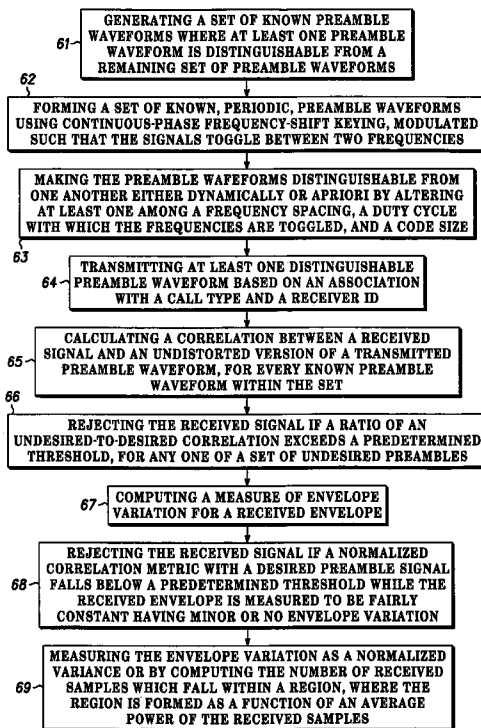 GENERATING A SET OF KNOWN PREAMBLE
WAVEFORMS WHERE AT LEAST ONE PREAMBLE
WAVEFORM IS DISTINGUISHABLE FROM A
REMAINING SET OF PREAMBLE WAVEFORMS
61
62
FORMING A SET OF KNOWN, PERIODIC, PREAMBLE WAVEFORMS
USING CONTINUOUS-PHASE FREQUENCY-SHIFT KEYING, MODULATED
SUCH THAT THE SIGNALS TOGGLE BETWEEN TWO FREQUENCIES
MAKING THE PREAMBLE WAFEFORMS DISTINGUISHABLE FROM
ONE ANOTHER EITHER DYNAMICALLY OR APRIORI BY ALTERING
AT LEAST ONE AMONG A FREQUENCY SPACING, A DUTY CYCLE
WITH WHICH THE FREQUENCIES ARE TOGGLED, AND A CODE SIZE
63
TRANSMITTING AT LEAST ONE DISTINGUISHABLE
PREAMBLE WAVEFORM BASED ON AN ASSOCIATION
WITH A CALL TYPE AND A RECEIVER ID
64
CALCULATING A CORRELATION BETWEEN A RECEIVED
SIGNAL AND AN UNDISTORTED VERSION OF A TRANSMITTED
PREAMBLE WAVEFORM, FOR EVERY KNOWN PREAMBLE
WAVEFORM WITHIN THE SET
65
66
REJECTING THE RECEIVED SIGNAL IF A RATIO OF AN
UNDESIRED-TO-DESIRED CORRELATION EXCEEDS A PREDETERMINED
THRESHOLD, FOR ANY ONE OF A SET OF UNDESIRED PREAMBLES
COMPUTING A MEASURE OF ENVELOPE
VARIATION FOR A RECEIVED ENVELOPE
67
REJECTING THE RECEIVED SIGNAL IF A NORMALIZED
CORRELATION METRIC WITH A DESIRED PREAMBLE SIGNAL
FALLS BELOW A PREDETERMINED THRESHOLD WHILE THE
RECEIVED ENVELOPE IS MEASURED TO BE FAIRLY
CONSTANT HAVING MINOR OR NO ENVELOPE VARIATION
68
MEASURING THE ENVELOPE VARIATION AS A NORMALIZED
VARIANCE OR BY COMPUTING THE NUMBER OF RECEIVED
SAMPLES WHICH FALL WITHIN A REGION, WHERE THE
REGION IS FORMED AS A FUNCTION OF AN AVERAGE
POWER OF THE RECEIVED SAMPLES
69